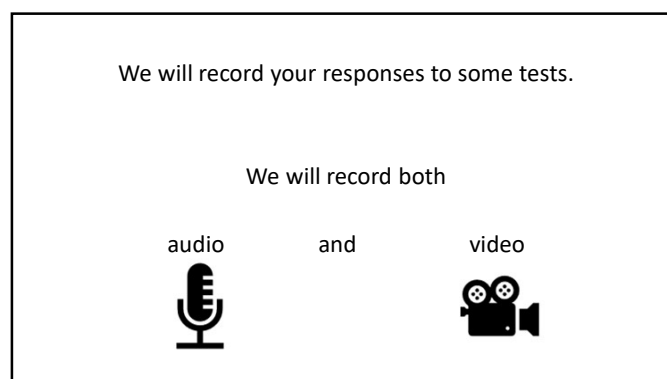 We will record your responses to some tests.
We will record both
audio and video